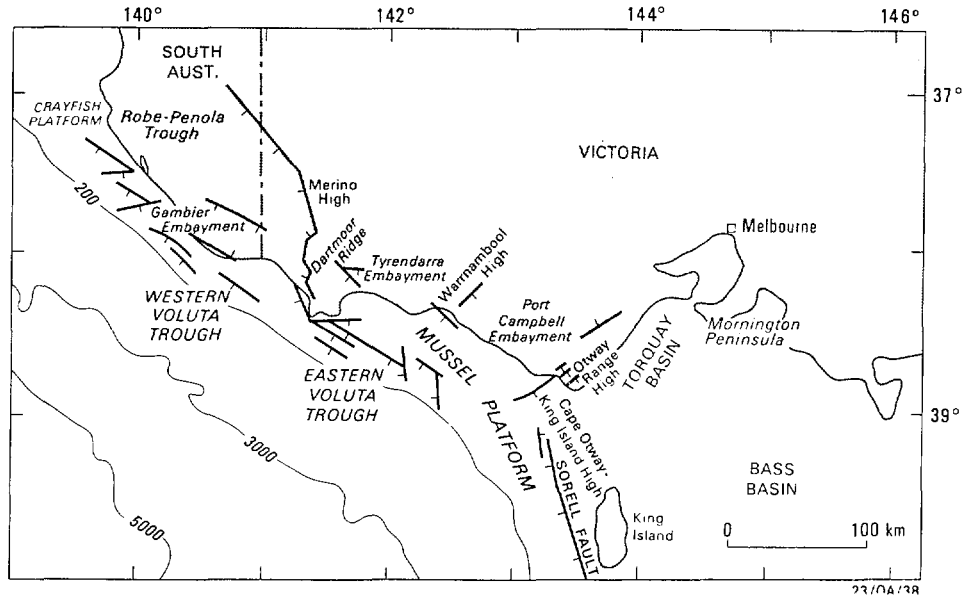 140°
142°
144°
146°
SOUTH
AUST.
37°
CRAYFISH
PLATFORM
Robe-Penola
Trough
VICTORIA
200
Merino
High
Gambier
Embayment
Dartmoor
Ridge
Melbourne
Tyrendarra
Embayment
Warrnambool
High
WESTERN
VOLUTA
TROUGH
Port
Campbell
Embayment
Mornington
Peninsula
MUSSEL
PLATFORM
Otway
Range
High
TORQUAY
BASIN
EASTERN
VOLUTA
TROUGH
39°
Cape Otway-
King Island High
3000
SORELL FAULT
BASS
BASIN
5000
King
Island
0
100 km
23/OA/38